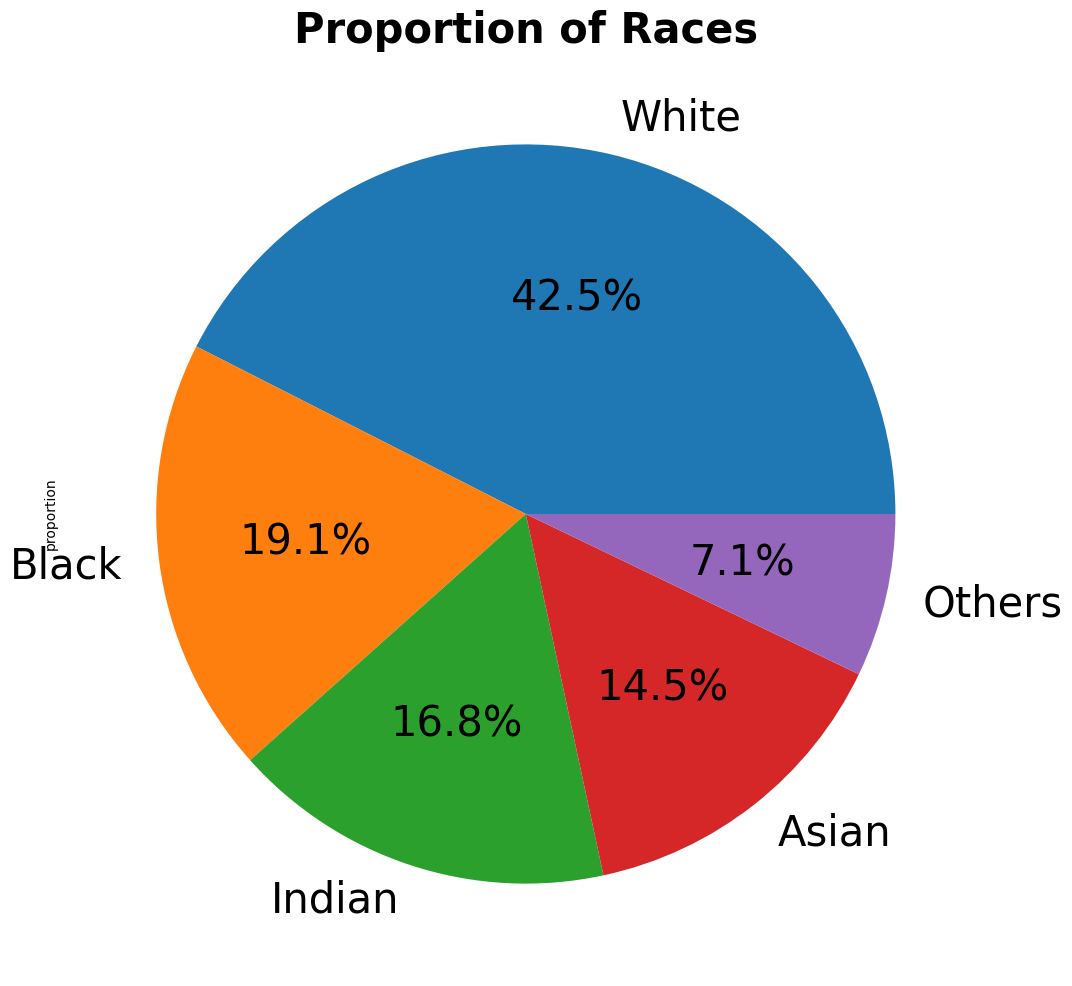 Proportion of Races
White
42.5%
proportion
Black
19.1%
7.1%
Others
14.5%
16.8%
Asian
Indian